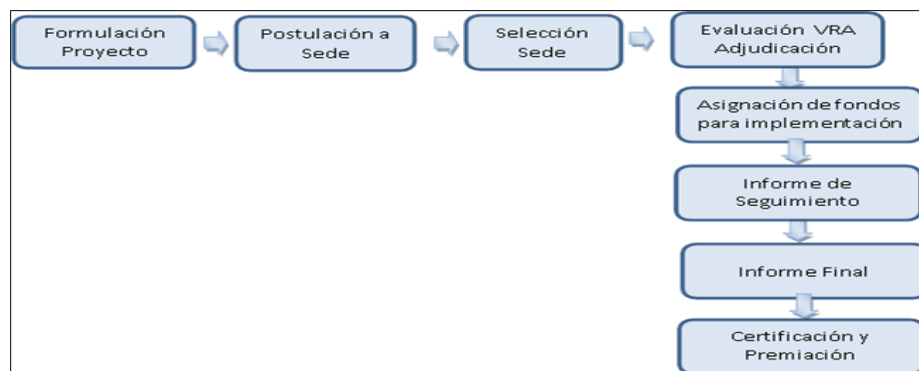 Formulación
Proyecto
Postulación a
Sede
Selección
Sede
Evaluación VRA
Adjudicación
Asignación de fondos
para implementación
Informe de
Seguimiento
Informe Final
Certificación y
Premiación